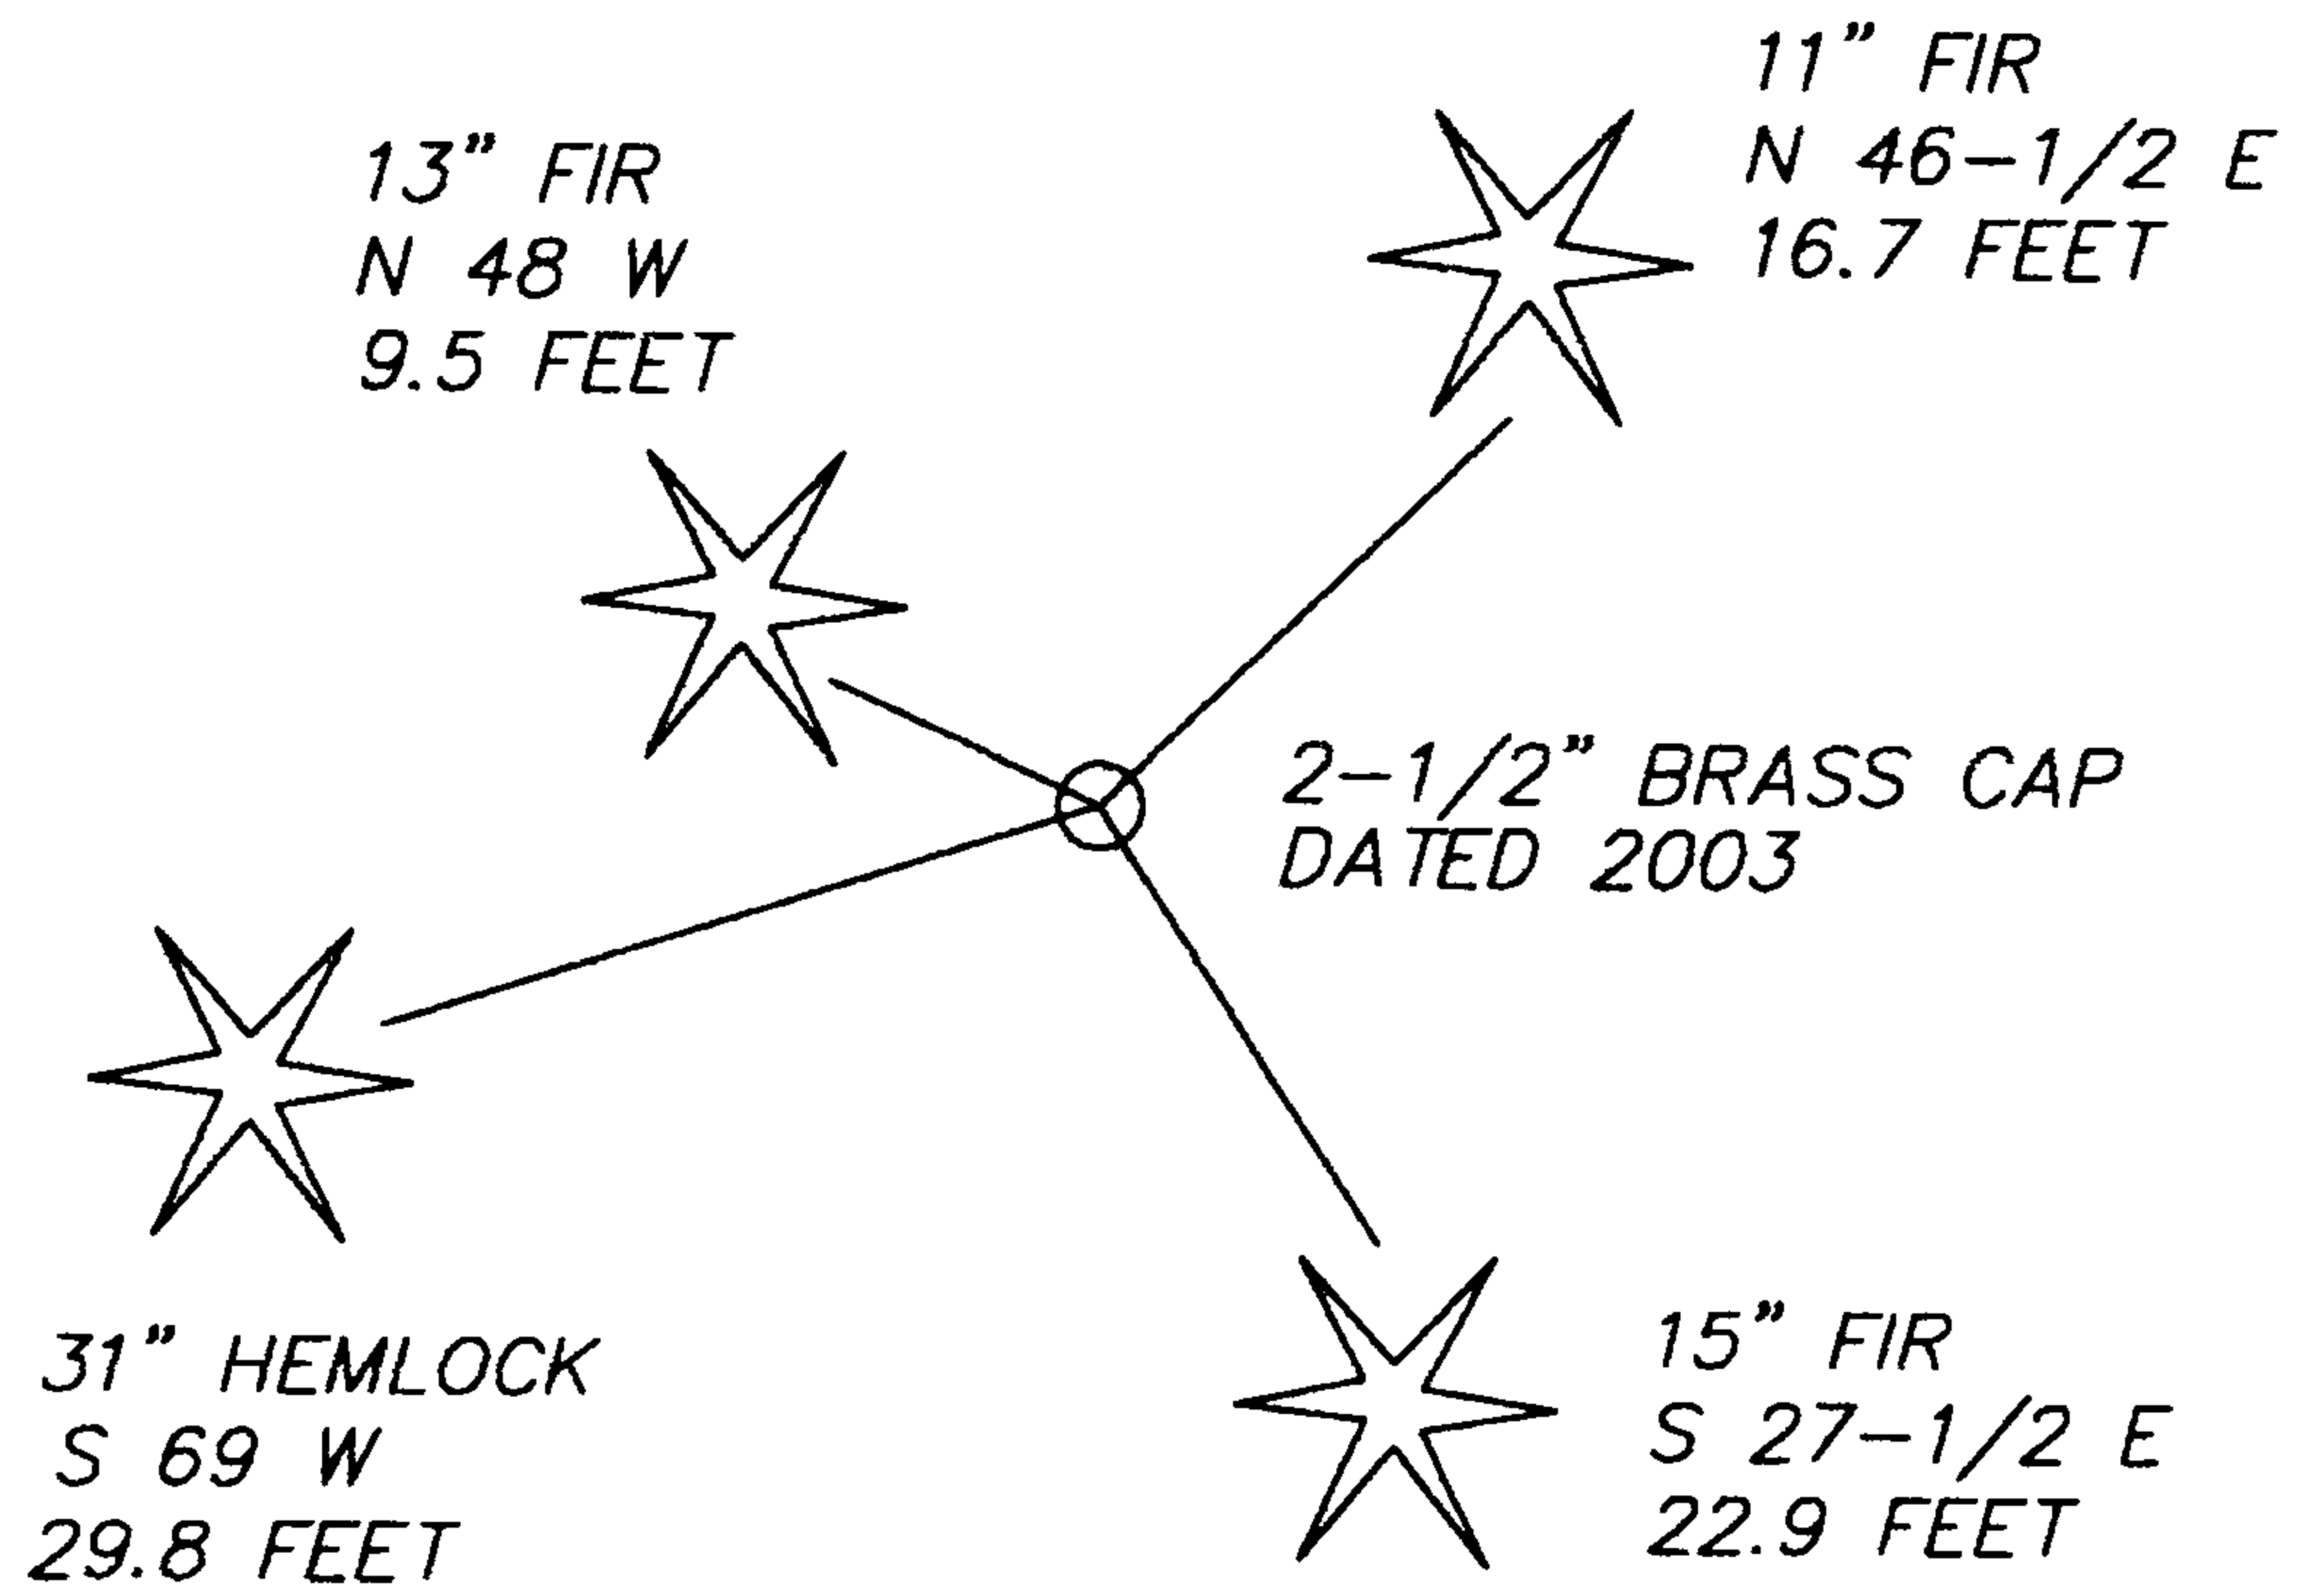 11" FIR
N 46-1/2 E
16.7 FEET
13" FIR
N 48 W
9.5 FEET
2-1/2" BRASS CAP
DATED 2003
31" HEMLOCK
S 69 W
29.8 FEET
15" FIR
S 27-1/2 E
22.9 FEET